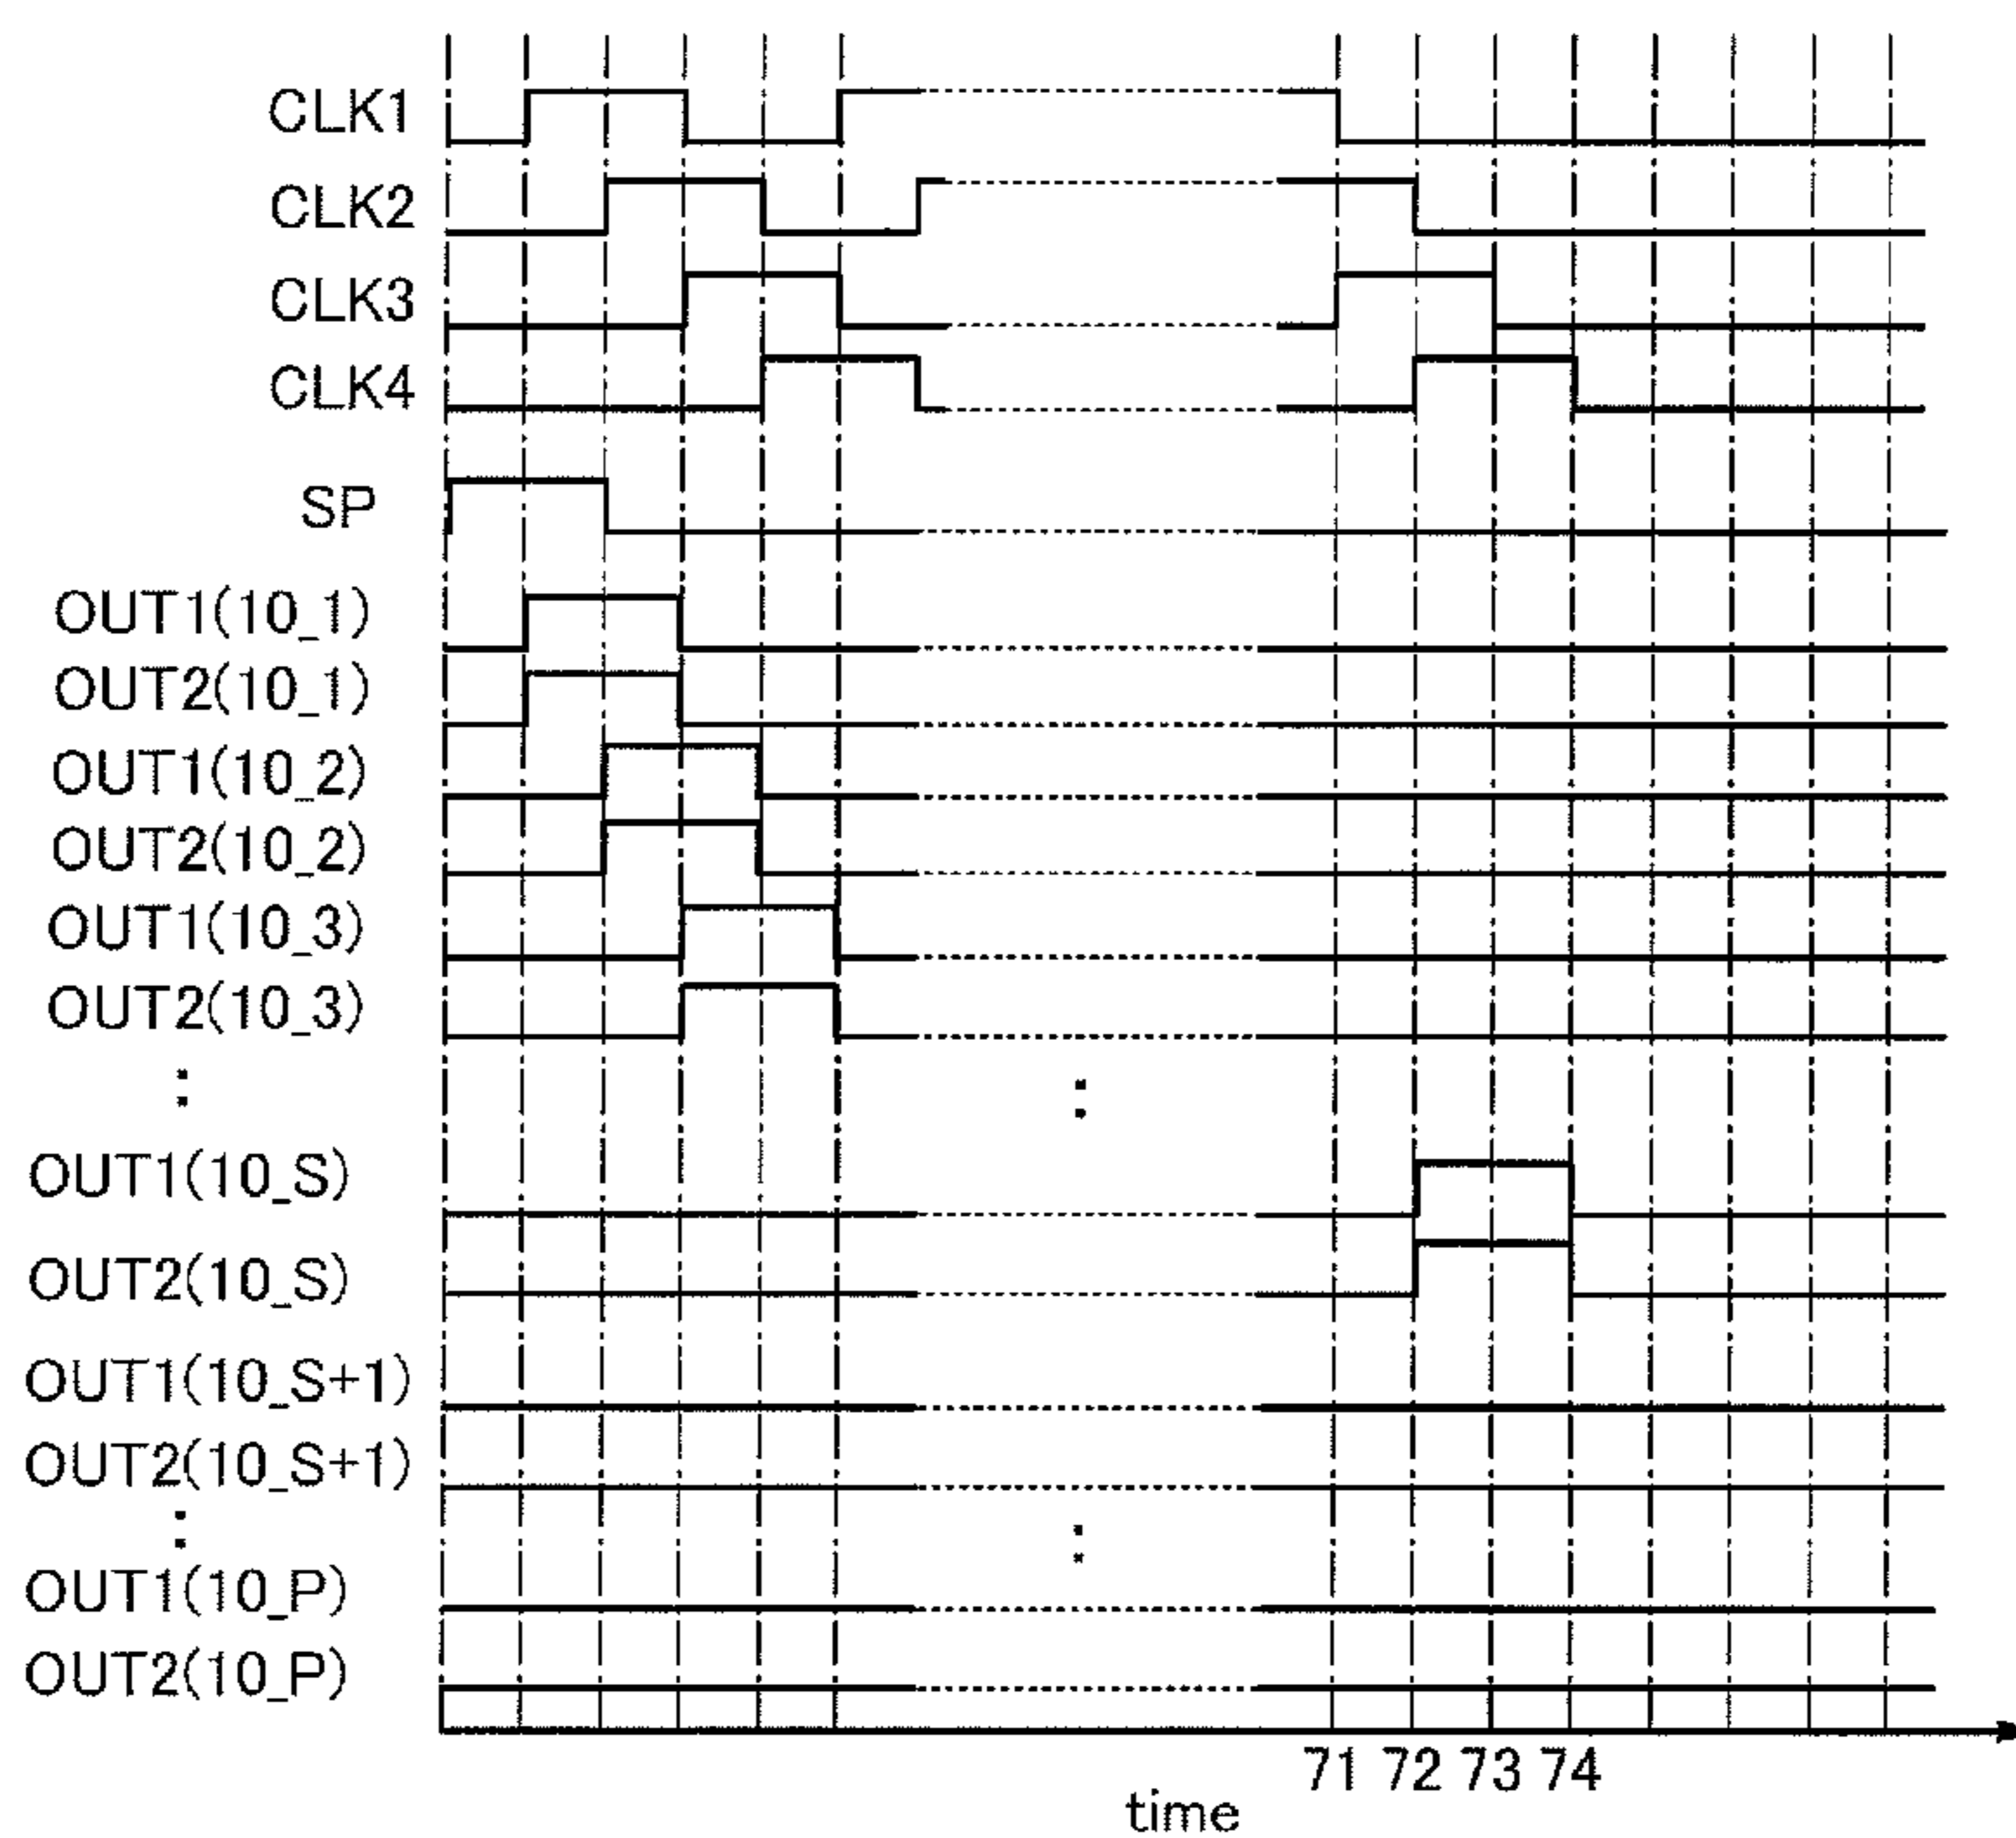 CLK1
CLK2
CLK3
CLK4
SP
OUT1(10_1)
OUT2(10_1)
OUT1(10_2)
OUT2(10_2)
OUT1(10_3)
OUT2(10_3)
:
:
OUT1(10_S)
OUT2(10_S)
OUT1(10_S+1)
OUT2(10_S+1)
:
:
OUT1(10_P)
OUT2(10_P)
71 72 73 74
time